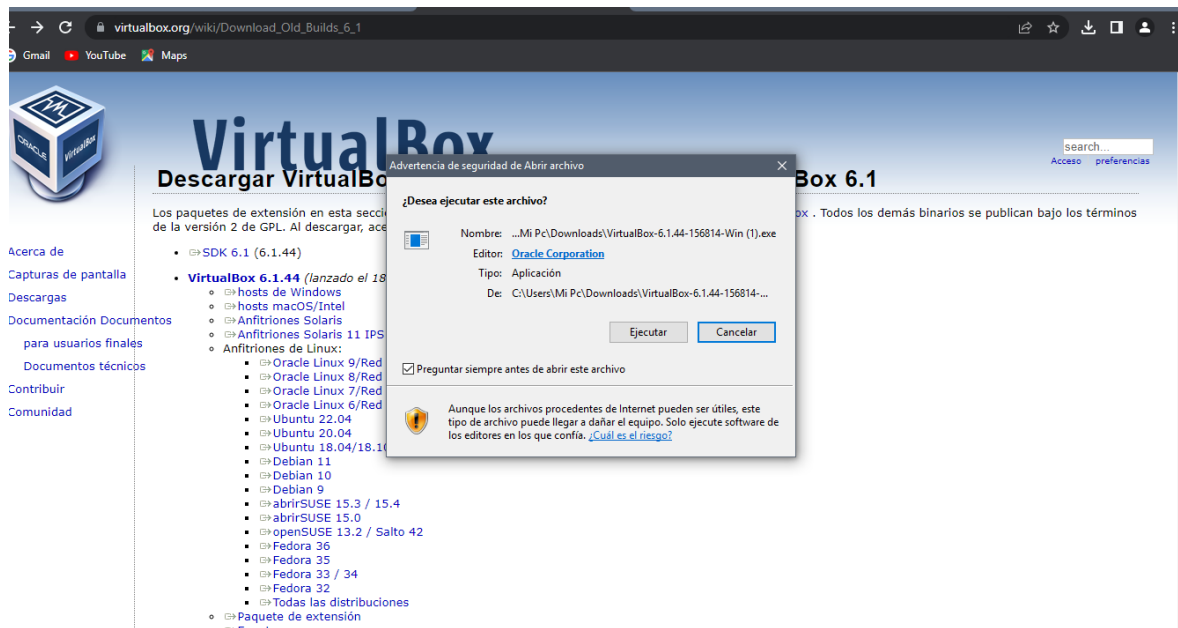 virtualbox.org/wiki/Download_Old_Builds_6_1
Gmail YouTube Maps
ORACLE
VirtualBox
VirtualBox
search...
Acceso preferencias
Descargar VirtualBo
Box 6.1
Los paquetes de extensión en esta secci
ox . Todos los demás binarios se publican bajo los términos
de la versión 2 de GPL. Al descargar, ace
Acerca de
Capturas de pantalla
Descargas
Documentación Documentos
para usuarios finales
Documentos técnicos
Contribuir
Comunidad
SDK 6.1 (6.1.44)
VirtualBox 6.1.44 (lanzado el 18
hosts de Windows
hosts macOS/Intel
Anfitriones Solaris
Anfitriones Solaris 11 IPS
Anfitriones de Linux:
Oracle Linux 9/Red
Oracle Linux 8/Red
Oracle Linux 7/Red
Oracle Linux 6/Red
Ubuntu 22.04
Ubuntu 20.04
Ubuntu 18.04/18.10
Debian 11
Debian 10
Debian 9
abrirSUSE 15.3 / 15.4
abrirSUSE 15.0
openSUSE 13.2 / Salto 42
Fedora 36
Fedora 35
Fedora 33 / 34
Fedora 32
Todas las distribuciones
Paquete de extensión
Advertencia de seguridad de Abrir archivo
¿Desea ejecutar este archivo?
Nombre: ...Mi Pc\Downloads\VirtualBox-6.1.44-156814-Win (1).exe
Editor: Oracle Corporation
Tipo: Aplicación
De: C:\Users\Mi Pc\Downloads\VirtualBox-6.1.44-156814-...
Ejecutar Cancelar
Preguntar siempre antes de abrir este archivo
Aunque los archivos procedentes de Internet pueden ser útiles, este
tipo de archivo puede llegar a dañar el equipo. Solo ejecute software de
los editores en los que confía. ¿Cuál es el riesgo?